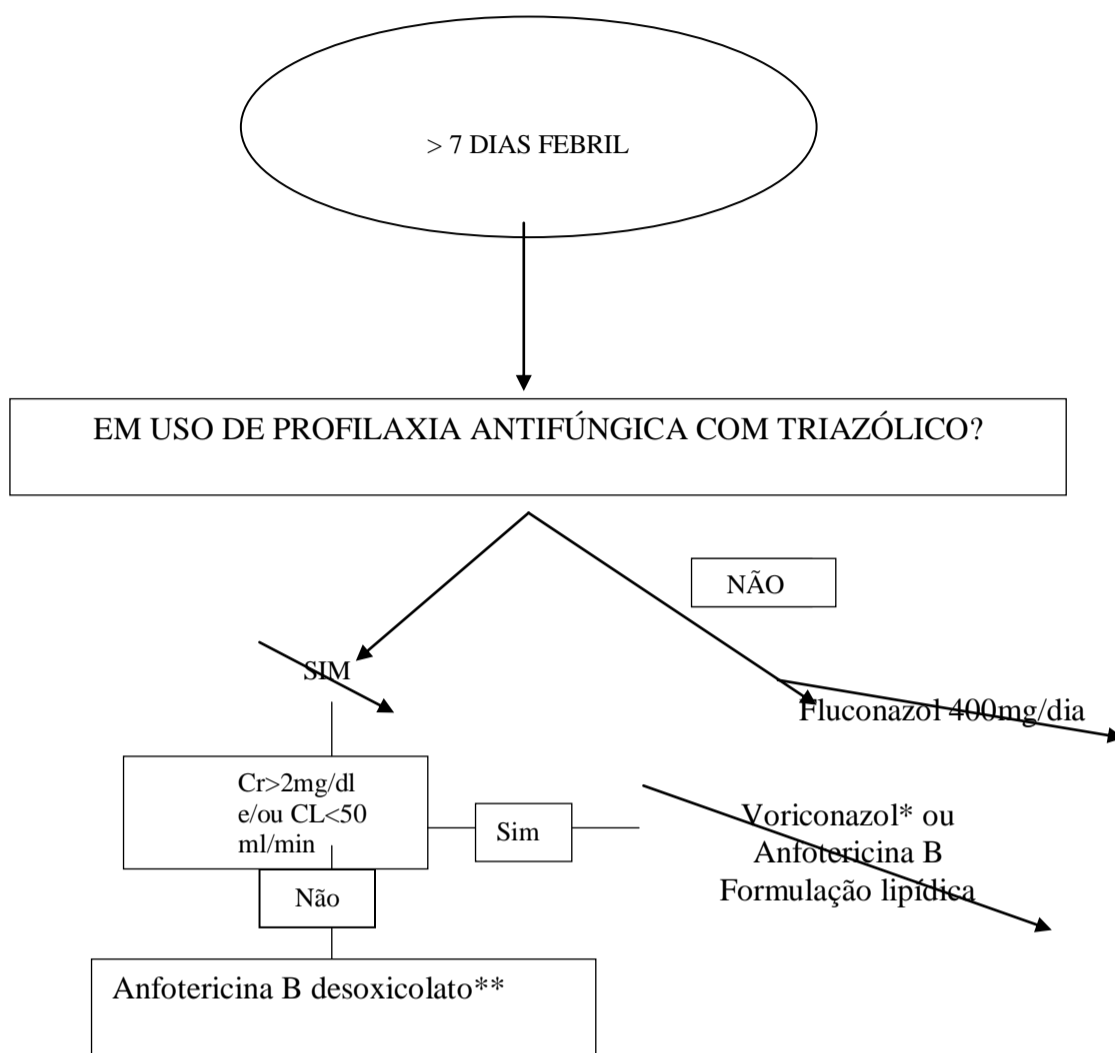 > 7 DIAS FEBRIL
EM USO DE PROFILAXIA ANTIFÚNGICA COM TRIAZÓLICO?
NÃO
SIM
Fluconazol 400mg/dia
Cr>2mg/dl
e/ou CL<50
ml/min
Sim
Voriconazol* ou
Anfotericina B
Formulação lipídica
Não
Anfotericina B desoxicolato**